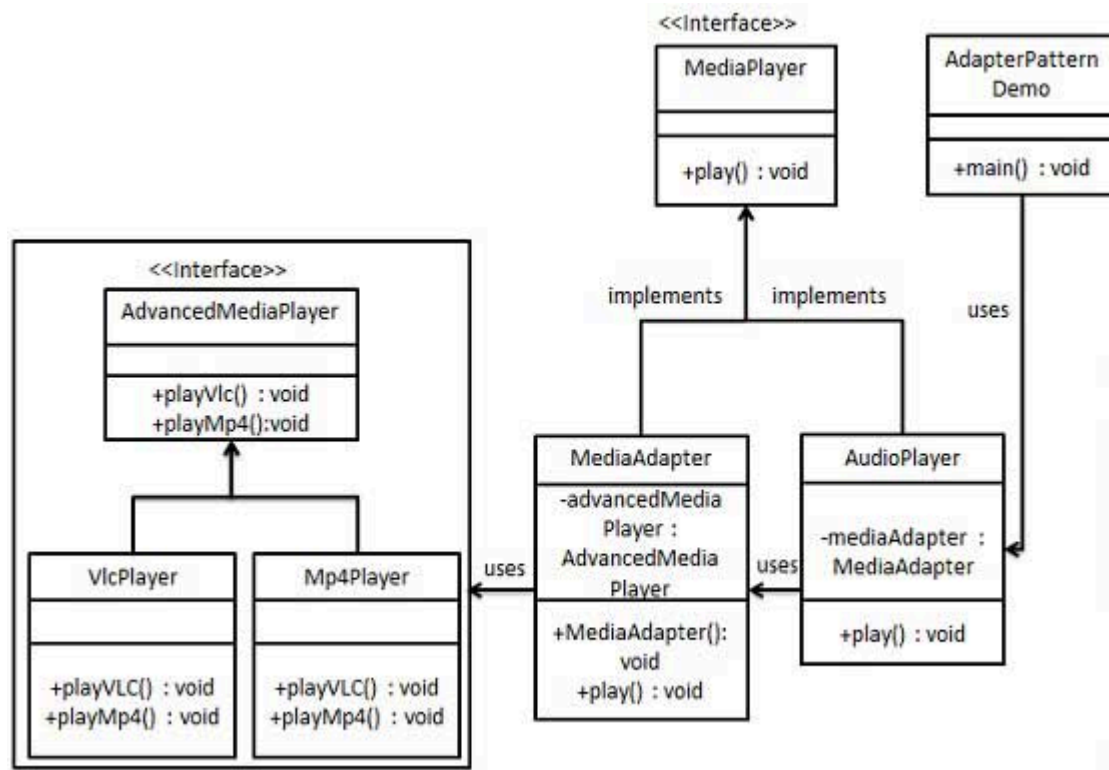 <<Interface>>
MediaPlayer
+play() : void
AdapterPattern
Demo
+main() : void
implements
implements
uses
<<Interface>>
AdvancedMediaPlayer
+playVlc() : void
+playMp4():void
VlcPlayer
+playVLC() : void
+playMp4() : void
Mp4Player
+playVLC() : void
+playMp4() : void
uses
MediaAdapter
-advancedMedia
Player :
AdvancedMedia
Player
+MediaAdapter():
void
+play() : void
uses
AudioPlayer
-mediaAdapter :
MediaAdapter
+play() : void